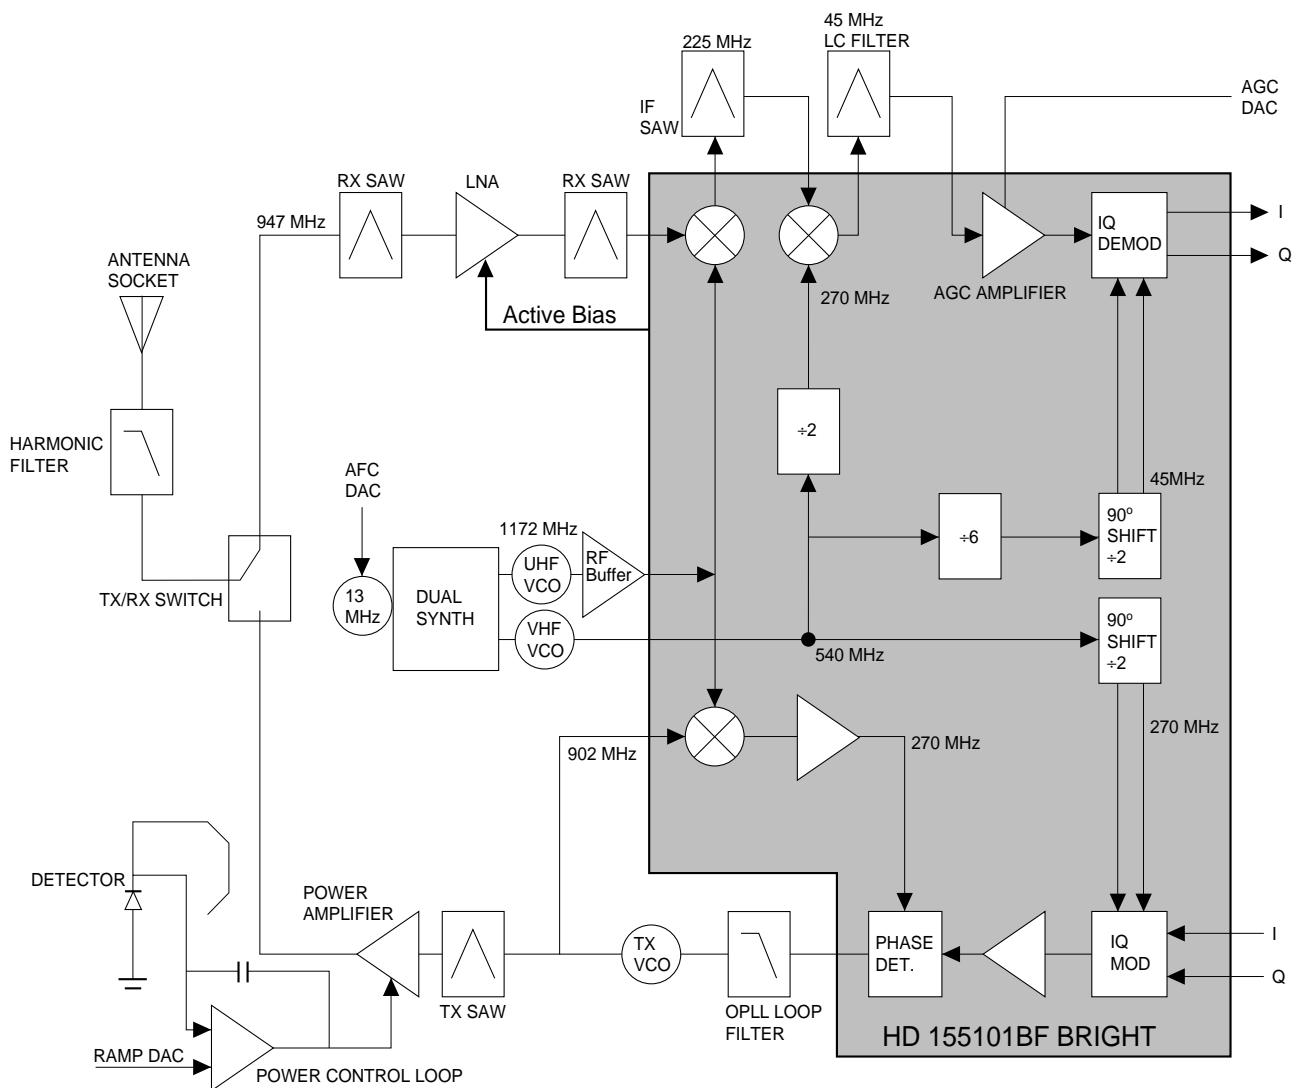 45 MHz
LC FILTER
225 MHz
IF
SAW
AGC
DAC
RX SAW
LNA
RX SAW
947 MHz
IQ
DEMOD
I
Q
ANTENNA
SOCKET
270 MHz
AGC AMPLIFIER
Active Bias
÷2
HARMONIC
FILTER
AFC
DAC
45MHz
1172 MHz
÷6
90º
SHIFT
÷2
UHF
VCO
RF
Buffer
13
MHz
DUAL
SYNTH
TX/RX SWITCH
VHF
VCO
540 MHz
90º
SHIFT
÷2
902 MHz
270 MHz
270 MHz
DETECTOR
POWER
AMPLIFIER
TX
VCO
PHASE
DET.
IQ
MOD
I
Q
TX SAW
OPLL LOOP
FILTER
HD 155101BF BRIGHT
RAMP DAC
POWER CONTROL LOOP